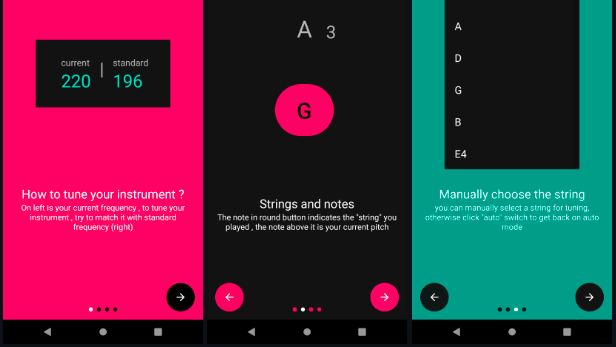 current
standard
220
196
How to tune your instrument ?
On left is your current frequency , to tune your
instrument , try to match it with standard
frequency (right)
A 3
G
Strings and notes
The note in round button indicates the "string" you
played , the note above it is your current pitch
A
D
G
B
E4
Manually choose the string
you can manually select a string for tuning,
otherwise click "auto" switch to get back on auto
mode